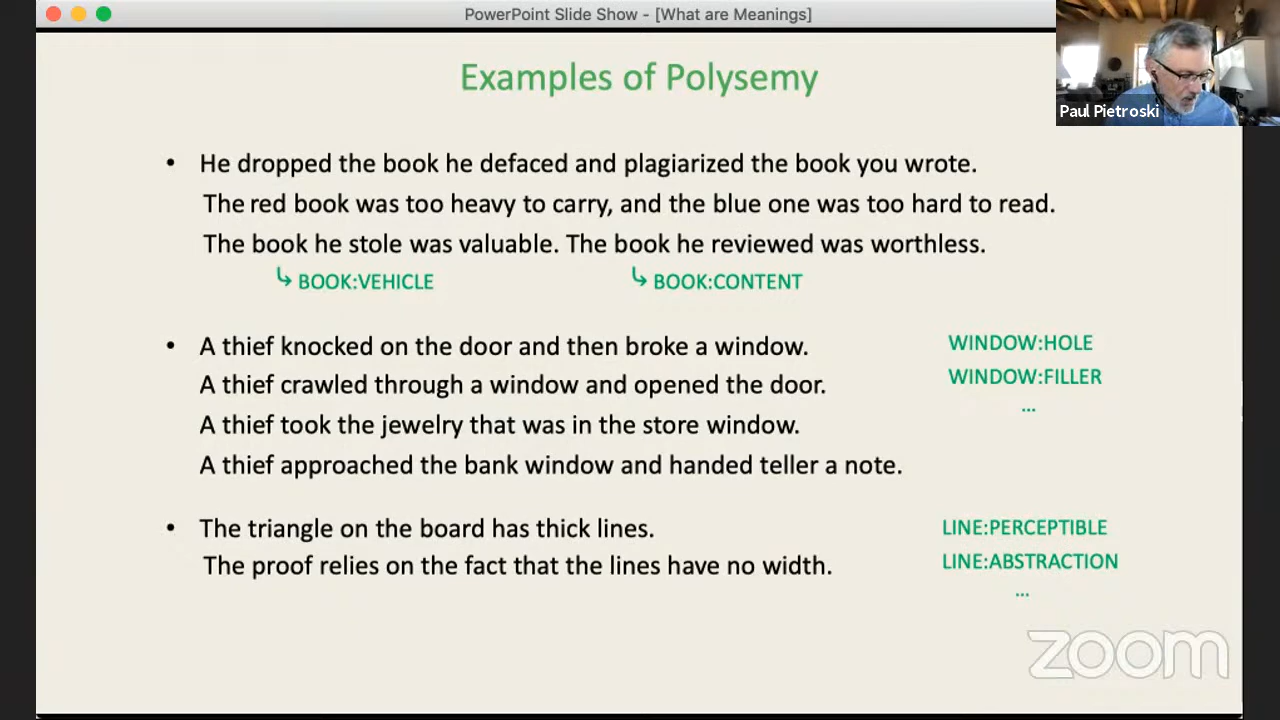 PowerPoint Slide Show - [What are Meanings]
Paul Pietroski
Examples of Polysemy
• He dropped the book he defaced and plagiarized the book you wrote.
The red book was too heavy to carry, and the blue one was too hard to read.
The book he stole was valuable. The book he reviewed was worthless.
↳ BOOK:VEHICLE ↳ BOOK:CONTENT
• A thief knocked on the door and then broke a window. WINDOW:HOLE
A thief crawled through a window and opened the door. WINDOW:FILLER
...
A thief took the jewelry that was in the store window.
A thief approached the bank window and handed teller a note.
• The triangle on the board has thick lines. LINE:PERCEPTIBLE
The proof relies on the fact that the lines have no width. LINE:ABSTRACTION
...
zoom